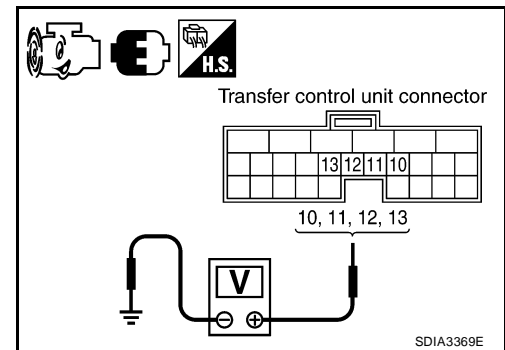 H.S.
Transfer control unit connector
13 12 11 10
10, 11, 12, 13
V
− +
SDIA3369E